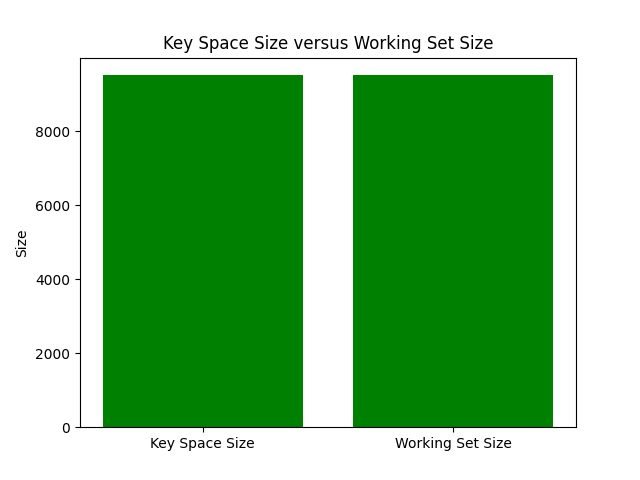 Key Space Size versus Working Set Size
8000
6000
4000
2000
0
Size
Key Space Size
Working Set Size